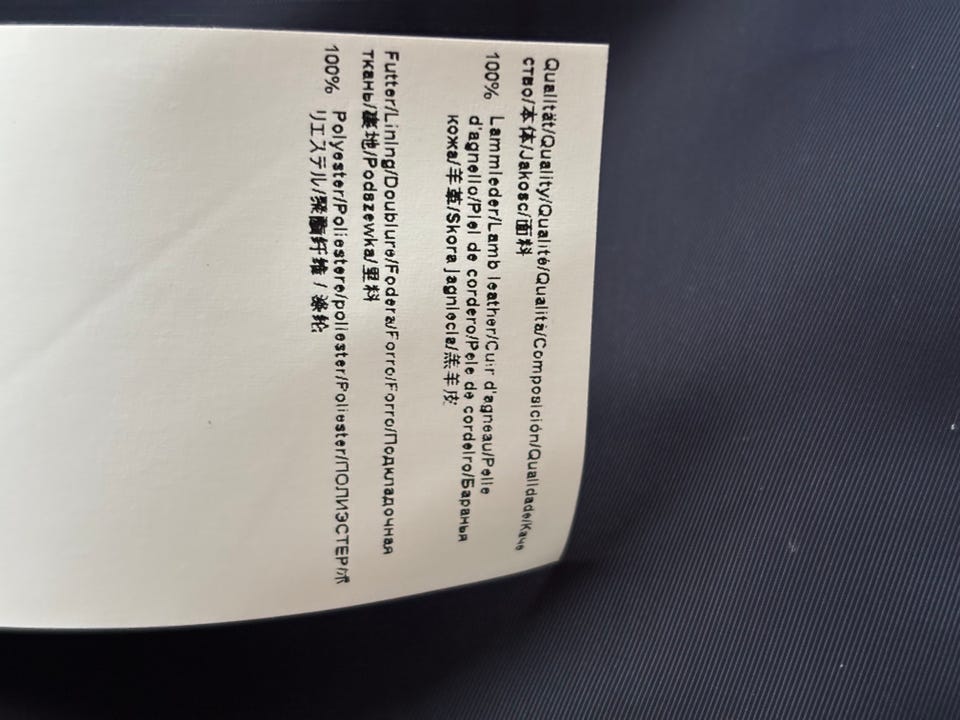 Qualität/Quality/Qualité/Qualità/Composición/Qualidade/Каче
ство/本体/Jakosc/面料
100% Lammleder/Lamb leather/Cuir d'agneau/Pelle
d'agnello/Piel de cordero/Pele de cordeiro/Баранья
кожа/羊革/Skora jagniecia/羔羊皮
Futter/Lining/Doublure/Fodera/Forro/Forro/Подкладочная
ткань/裏地/Podszewka/里料
100% Polyester/Poliestere/poliester/Poliester/ПОЛИЭСТЕР/ポ
リエステル/聚酯纤维 / 涤纶